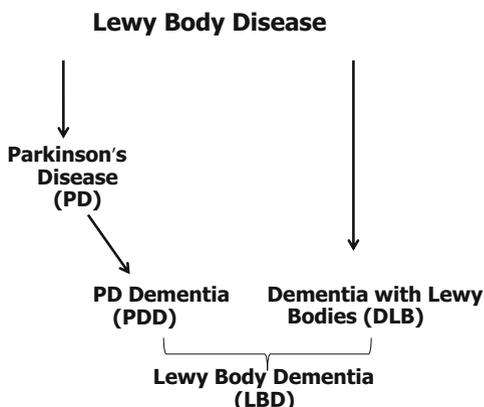 Lewy Body Disease
Parkinson's
Disease
(PD)
PD Dementia
(PDD)
Dementia with Lewy
Bodies (DLB)
Lewy Body Dementia
(LBD)